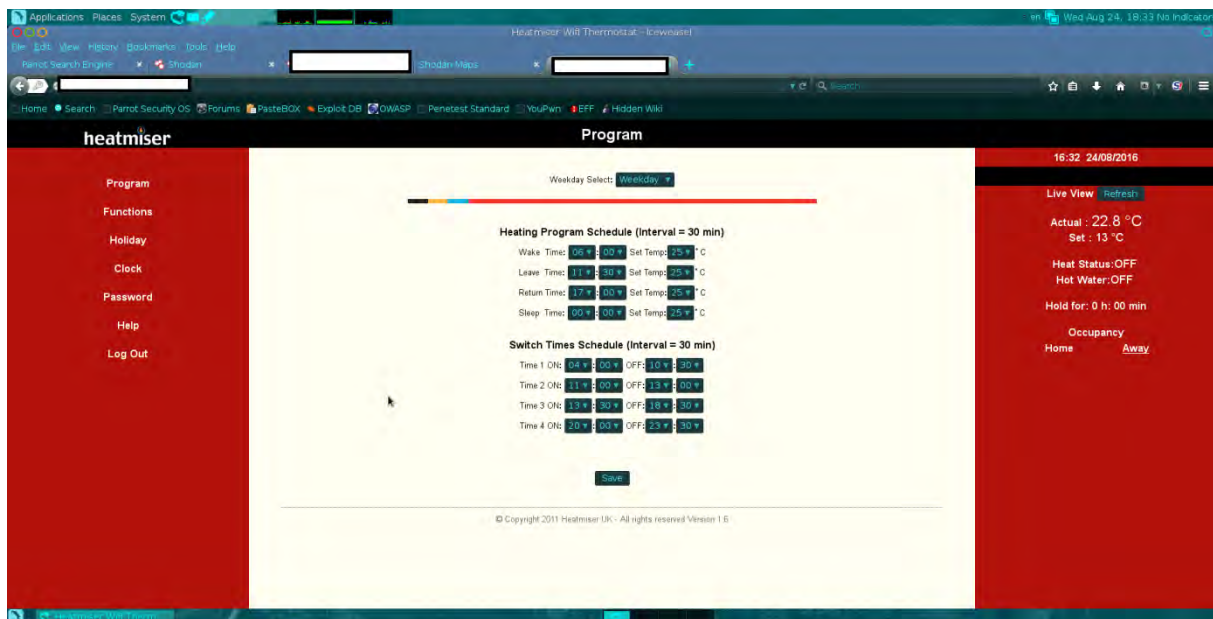 Applications Places System
en Wed Aug 24, 18:33 No Indicator
Heatmiser Wifi Thermostat - Iceweasel
File Edit View History Bookmarks Tools Help
Parrot Search Engine Shodan Shodan Maps
Search
Home Search Parrot Security OS Forums PasteBOX Exploit DB OWASP Penetest Standard YouPwn EFF Hidden Wiki
heatmiser
Program
16:32 24/08/2016
Program
Functions
Holiday
Clock
Password
Help
Log Out
Weekday Select: Weekday
Heating Program Schedule (Interval = 30 min)
Wake Time: 06 : 00 Set Temp: 25 ° C
Leave Time: 11 : 30 Set Temp: 25 ° C
Return Time: 17 : 00 Set Temp: 25 ° C
Sleep Time: 00 : 00 Set Temp: 25 ° C
Switch Times Schedule (Interval = 30 min)
Time 1 ON: 04 : 00 OFF: 10 : 30
Time 2 ON: 11 : 00 OFF: 13 : 00
Time 3 ON: 13 : 30 OFF: 18 : 30
Time 4 ON: 20 : 00 OFF: 23 : 30
Save
© Copyright 2011 Heatmiser UK - All rights reserved Version 1.6
Live View Refresh
Actual : 22.8 °C
Set : 13 °C
Heat Status:OFF
Hot Water:OFF
Hold for: 0 h: 00 min
Occupancy
Home Away
Heatmiser Wifi Therm